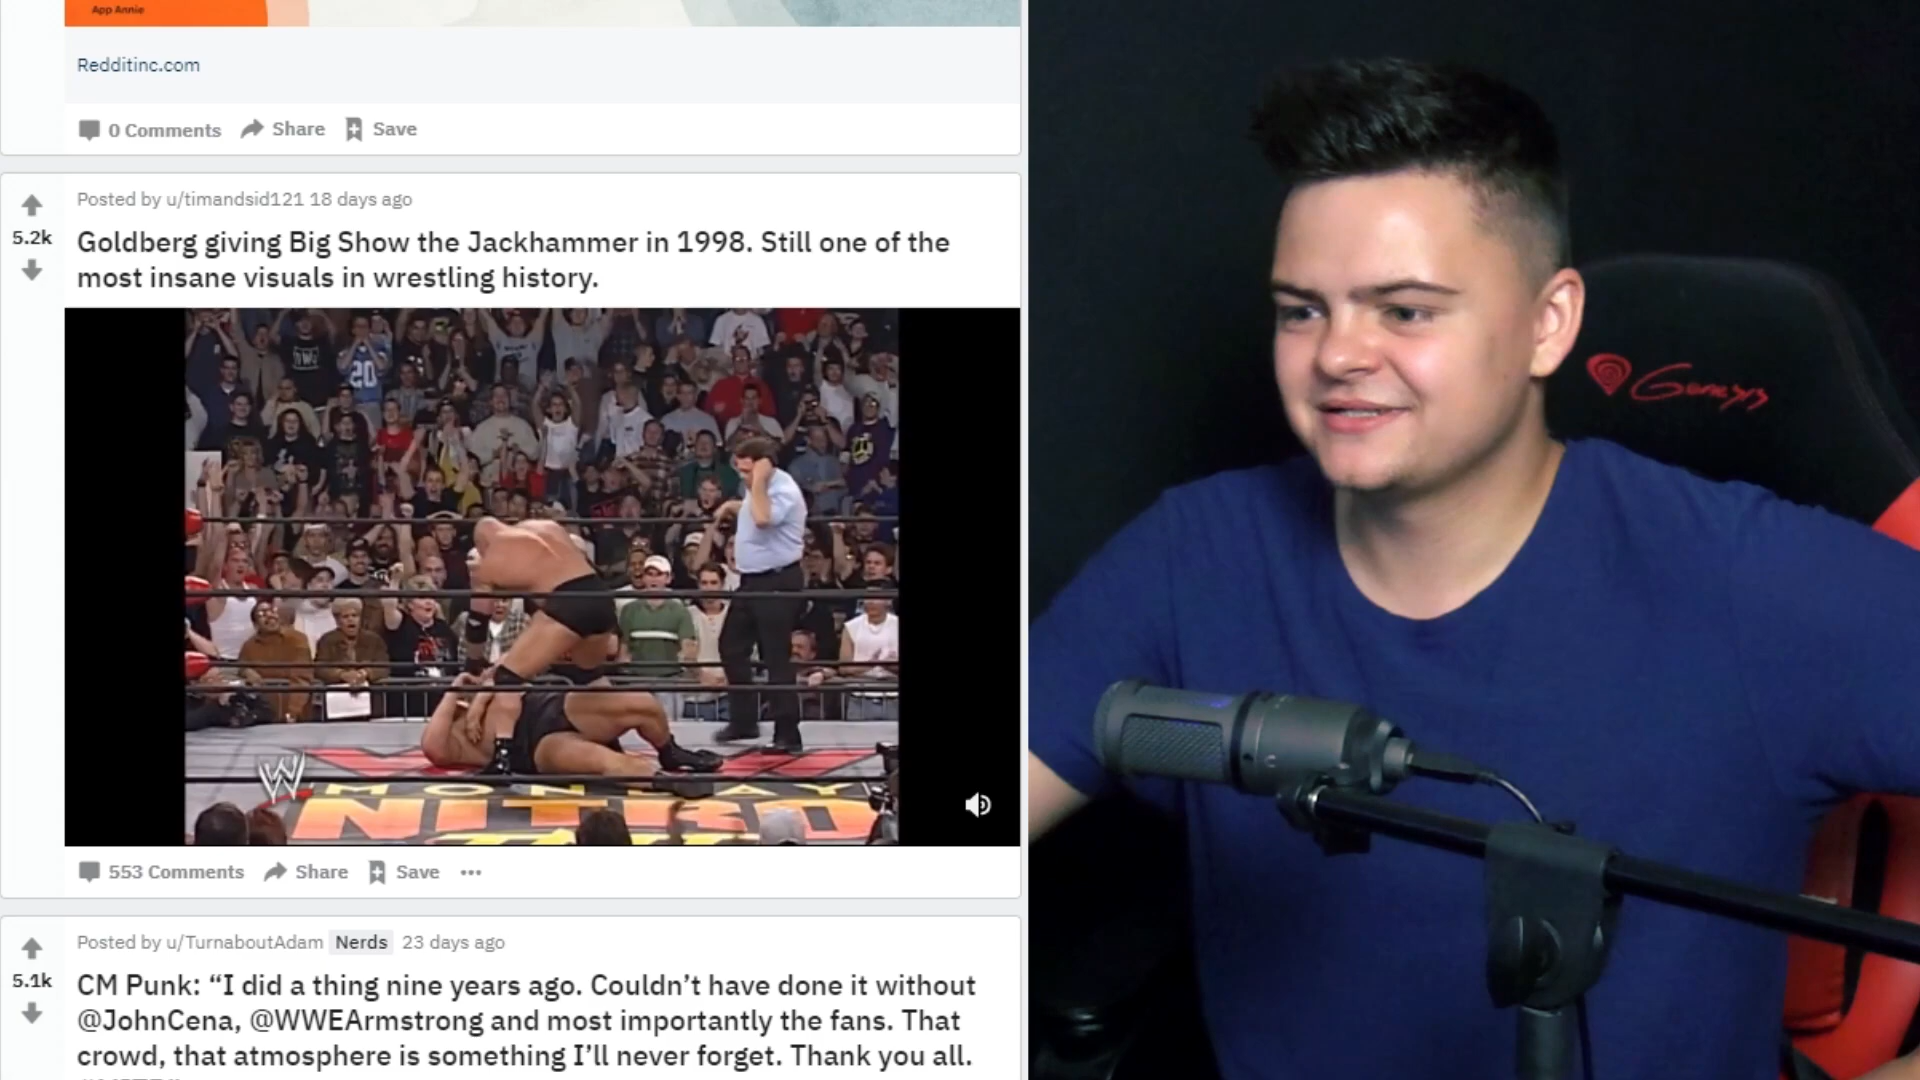 App Annie
Redditinc.com
0 Comments Share Save
Posted by u/timandsid121 18 days ago
5.2k
Goldberg giving Big Show the Jackhammer in 1998. Still one of the
most insane visuals in wrestling history.
20
W
MONDAY
NITRO
Genesis
553 Comments Share Save
Posted by u/TurnaboutAdam Nerds 23 days ago
5.1k
CM Punk: “I did a thing nine years ago. Couldn’t have done it without
@JohnCena, @WWEArmstrong and most importantly the fans. That
crowd, that atmosphere is something I’ll never forget. Thank you all.